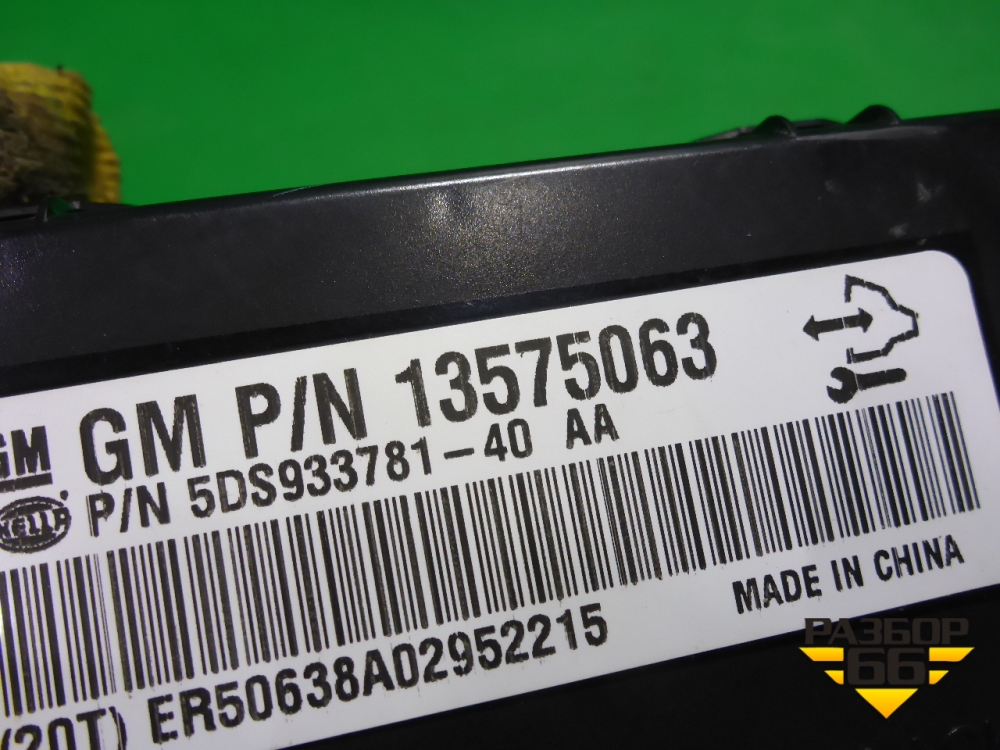 GM
GM P/N 13575063
HELLA
P/N 5DS933781-40 AA
MADE IN CHINA
(20T) ER50638A02952215
РАЗБОР
66